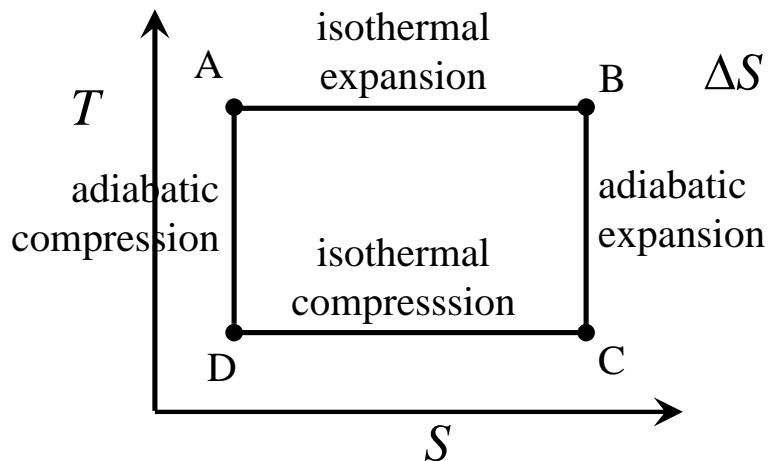 isothermal
expansion
A
B
ΔS
T
adiabatic
compression
adiabatic
expansion
isothermal
compresssion
D
C
S